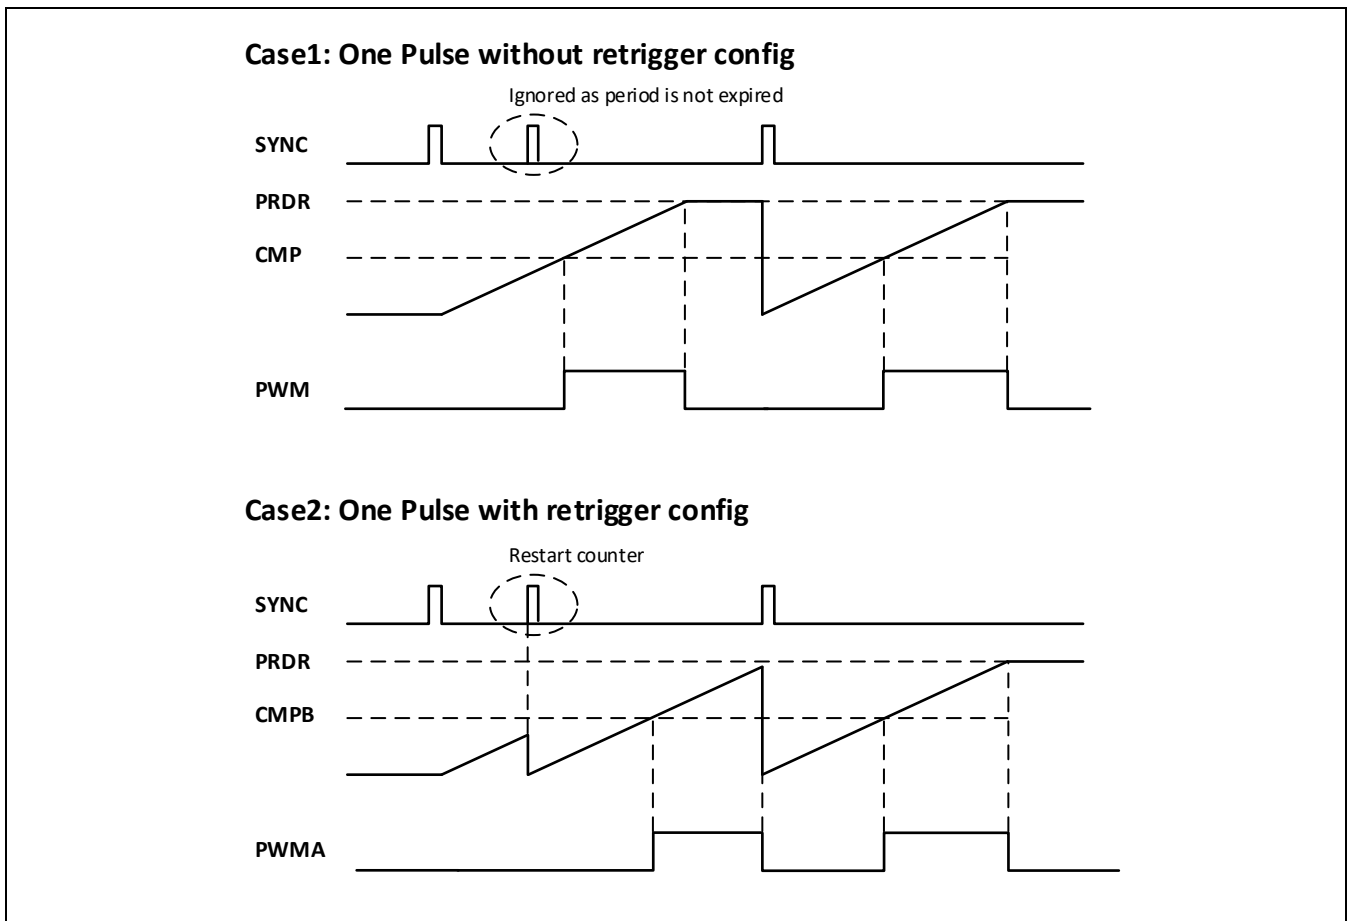 Case1: One Pulse without retrigger config
Ignored as period is not expired
SYNC
PRDR
CMP
PWM
Case2: One Pulse with retrigger config
Restart counter
SYNC
PRDR
CMPB
PWMA